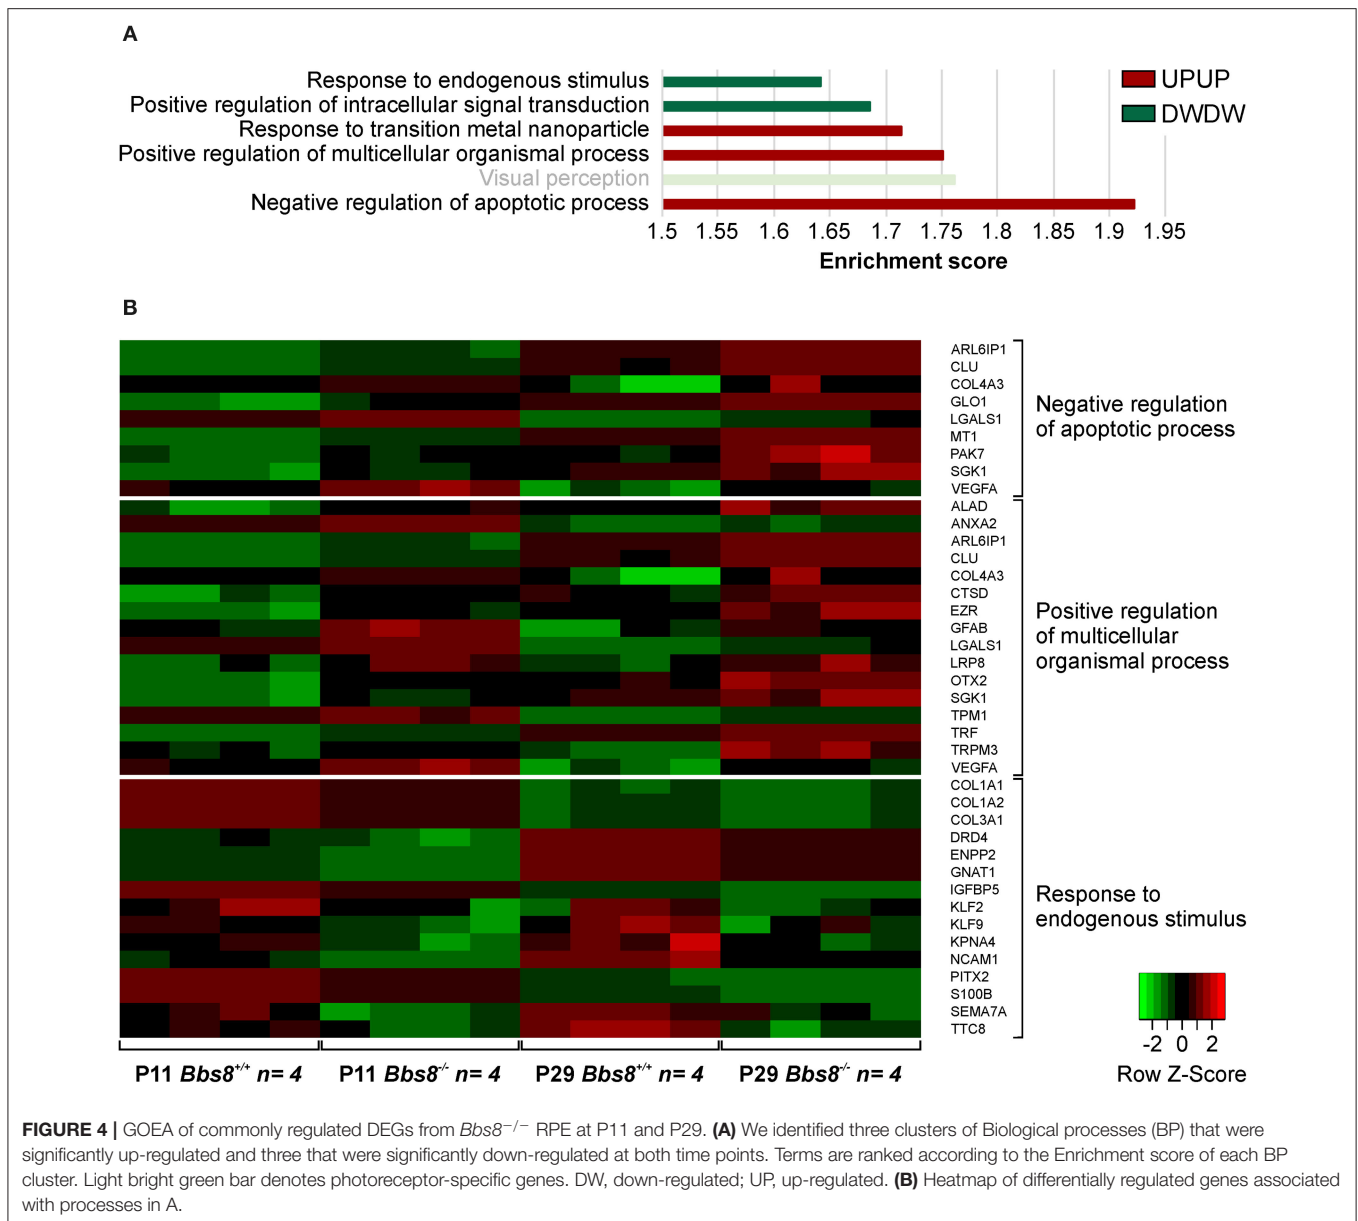 A
Response to endogenous stimulus
Positive regulation of intracellular signal transduction
Response to transition metal nanoparticle
Positive regulation of multicellular organismal process
Visual perception
Negative regulation of apoptotic process
UPUP
DWDW
1.5 1.55 1.6 1.65 1.7 1.75 1.8 1.85 1.9 1.95
Enrichment score
B
ARL6IP1
CLU
COL4A3
GLO1
LGALS1
MT1
PAK7
SGK1
VEGFA
Negative regulation
of apoptotic process
ALAD
ANXA2
ARL6IP1
CLU
COL4A3
CTSD
EZR
GFAB
LGALS1
LRP8
OTX2
SGK1
TPM1
TRF
TRPM3
VEGFA
Positive regulation
of multicellular
organismal process
COL1A1
COL1A2
COL3A1
DRD4
ENPP2
GNAT1
IGFBP5
KLF2
KLF9
KPNA4
NCAM1
PITX2
S100B
SEMA7A
TTC8
Response to
endogenous stimulus
-2 0 2
Row Z-Score
P11 Bbs8+/+ n= 4 P11 Bbs8-/- n= 4 P29 Bbs8+/+ n= 4 P29 Bbs8-/- n= 4
FIGURE 4 | GOEA of commonly regulated DEGs from Bbs8−/− RPE at P11 and P29. (A) We identified three clusters of Biological processes (BP) that were
significantly up-regulated and three that were significantly down-regulated at both time points. Terms are ranked according to the Enrichment score of each BP
cluster. Light bright green bar denotes photoreceptor-specific genes. DW, down-regulated; UP, up-regulated. (B) Heatmap of differentially regulated genes associated
with processes in A.